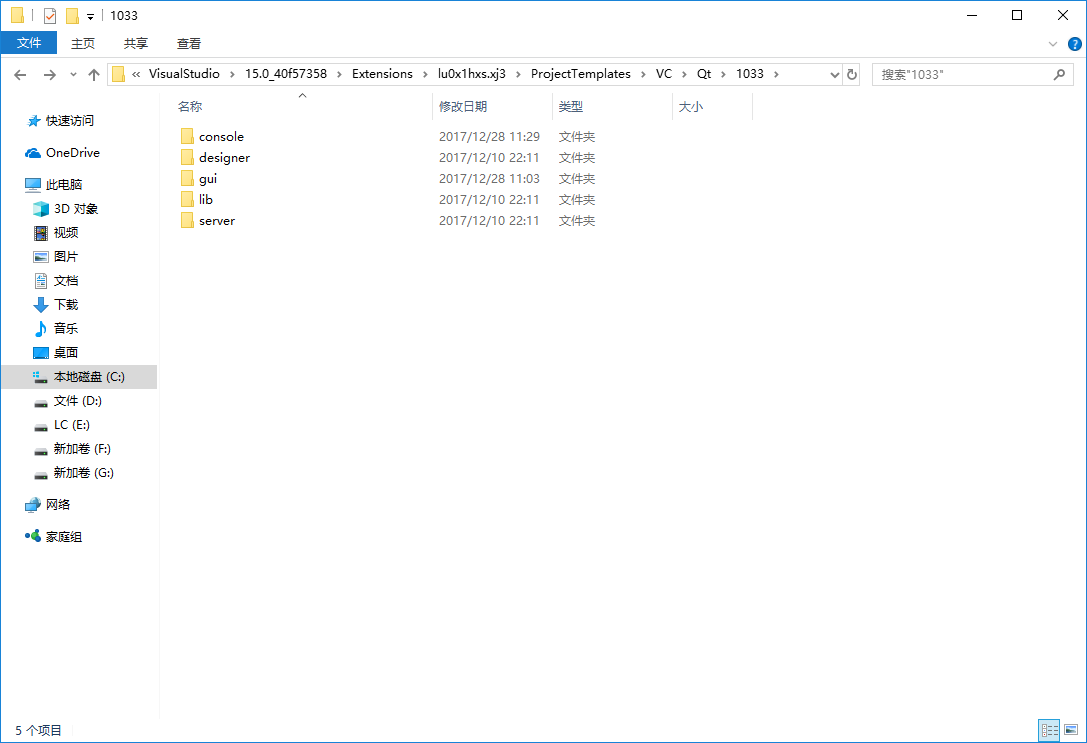 1033
文件 主页 共享 查看
« VisualStudio › 15.0_40f57358 › Extensions › lu0x1hxs.xj3 › ProjectTemplates › VC › Qt › 1033 ›
搜索"1033"
快速访问
OneDrive
此电脑
3D 对象
视频
图片
文档
下载
音乐
桌面
本地磁盘 (C:)
文件 (D:)
LC (E:)
新加卷 (F:)
新加卷 (G:)
网络
家庭组
名称 修改日期 类型 大小
console 2017/12/28 11:29 文件夹
designer 2017/12/10 22:11 文件夹
gui 2017/12/28 11:03 文件夹
lib 2017/12/10 22:11 文件夹
server 2017/12/10 22:11 文件夹
5 个项目